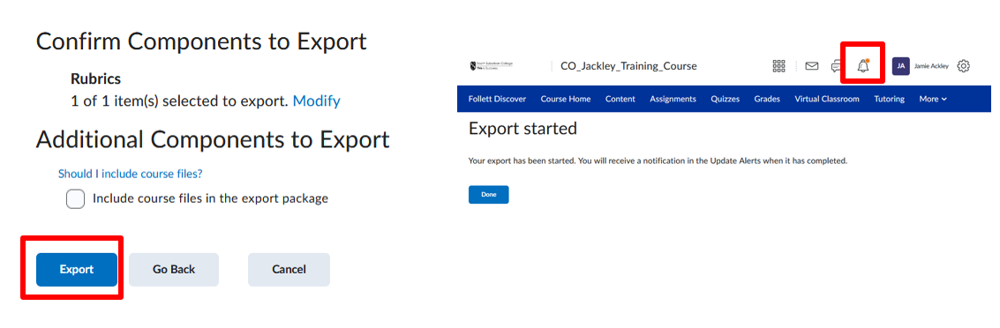 Confirm Components to Export
Rubrics
1 of 1 item(s) selected to export. Modify
Additional Components to Export
Should I include course files?
Include course files in the export package
Export Go Back Cancel
South Suburban College
CO_Jackley_Training_Course
JA Jamie Ackley
Follett Discover Course Home Content Assignments Quizzes Grades Virtual Classroom Tutoring More
Export started
Your export has been started. You will receive a notification in the Update Alerts when it has completed.
Done